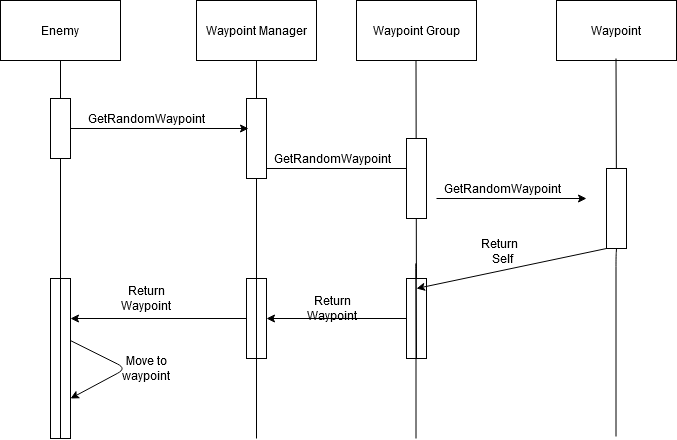 Enemy
Waypoint Manager
Waypoint Group
Waypoint
GetRandomWaypoint
GetRandomWaypoint
GetRandomWaypoint
Return
Self
Return
Waypoint
Return
Waypoint
Move to
waypoint